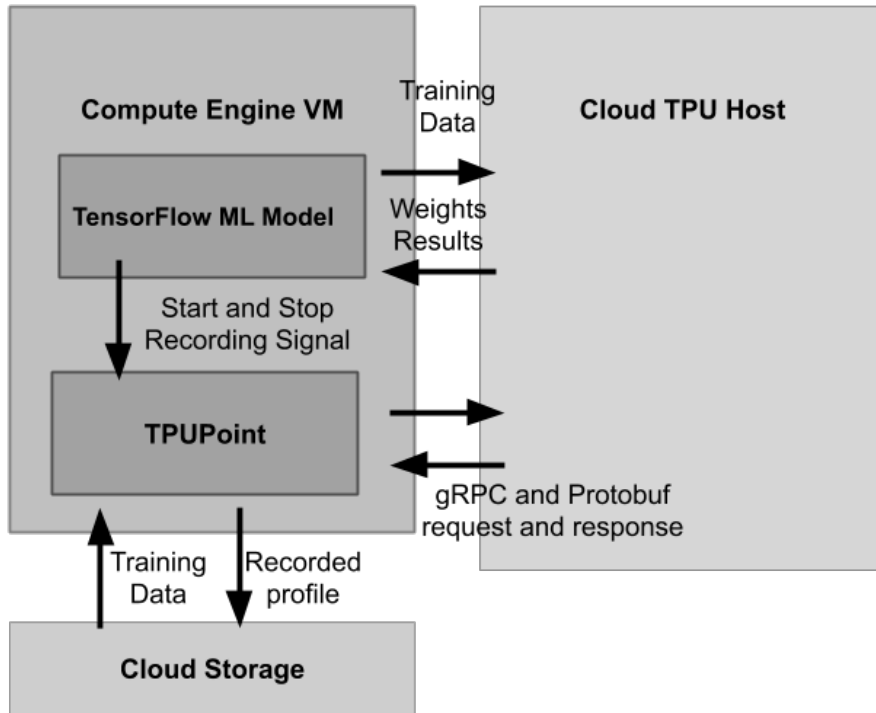 Compute Engine VM
Training
Data
Cloud TPU Host
TensorFlow ML Model
Weights
Results
Start and Stop
Recording Signal
TPUPoint
gRPC and Protobuf
request and response
Training
Data
Recorded
profile
Cloud Storage